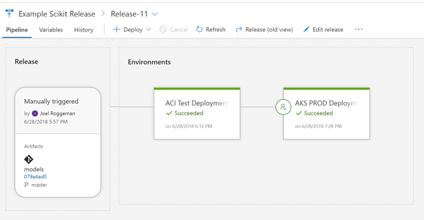 Example Scikit Release > Release-11
Pipeline Variables History + Deploy Cancel Refresh Release (old view) Edit release ...
Release
Environments
Manually triggered
by Joel Roggeman
6/28/2018 5:57 PM
ACI Test Deployment
Succeeded
on 6/28/2018 6:12 PM
AKS PROD Deploym
Succeeded
on 6/28/2018 7:28 PM
Artifacts
models
079a4ad0
master